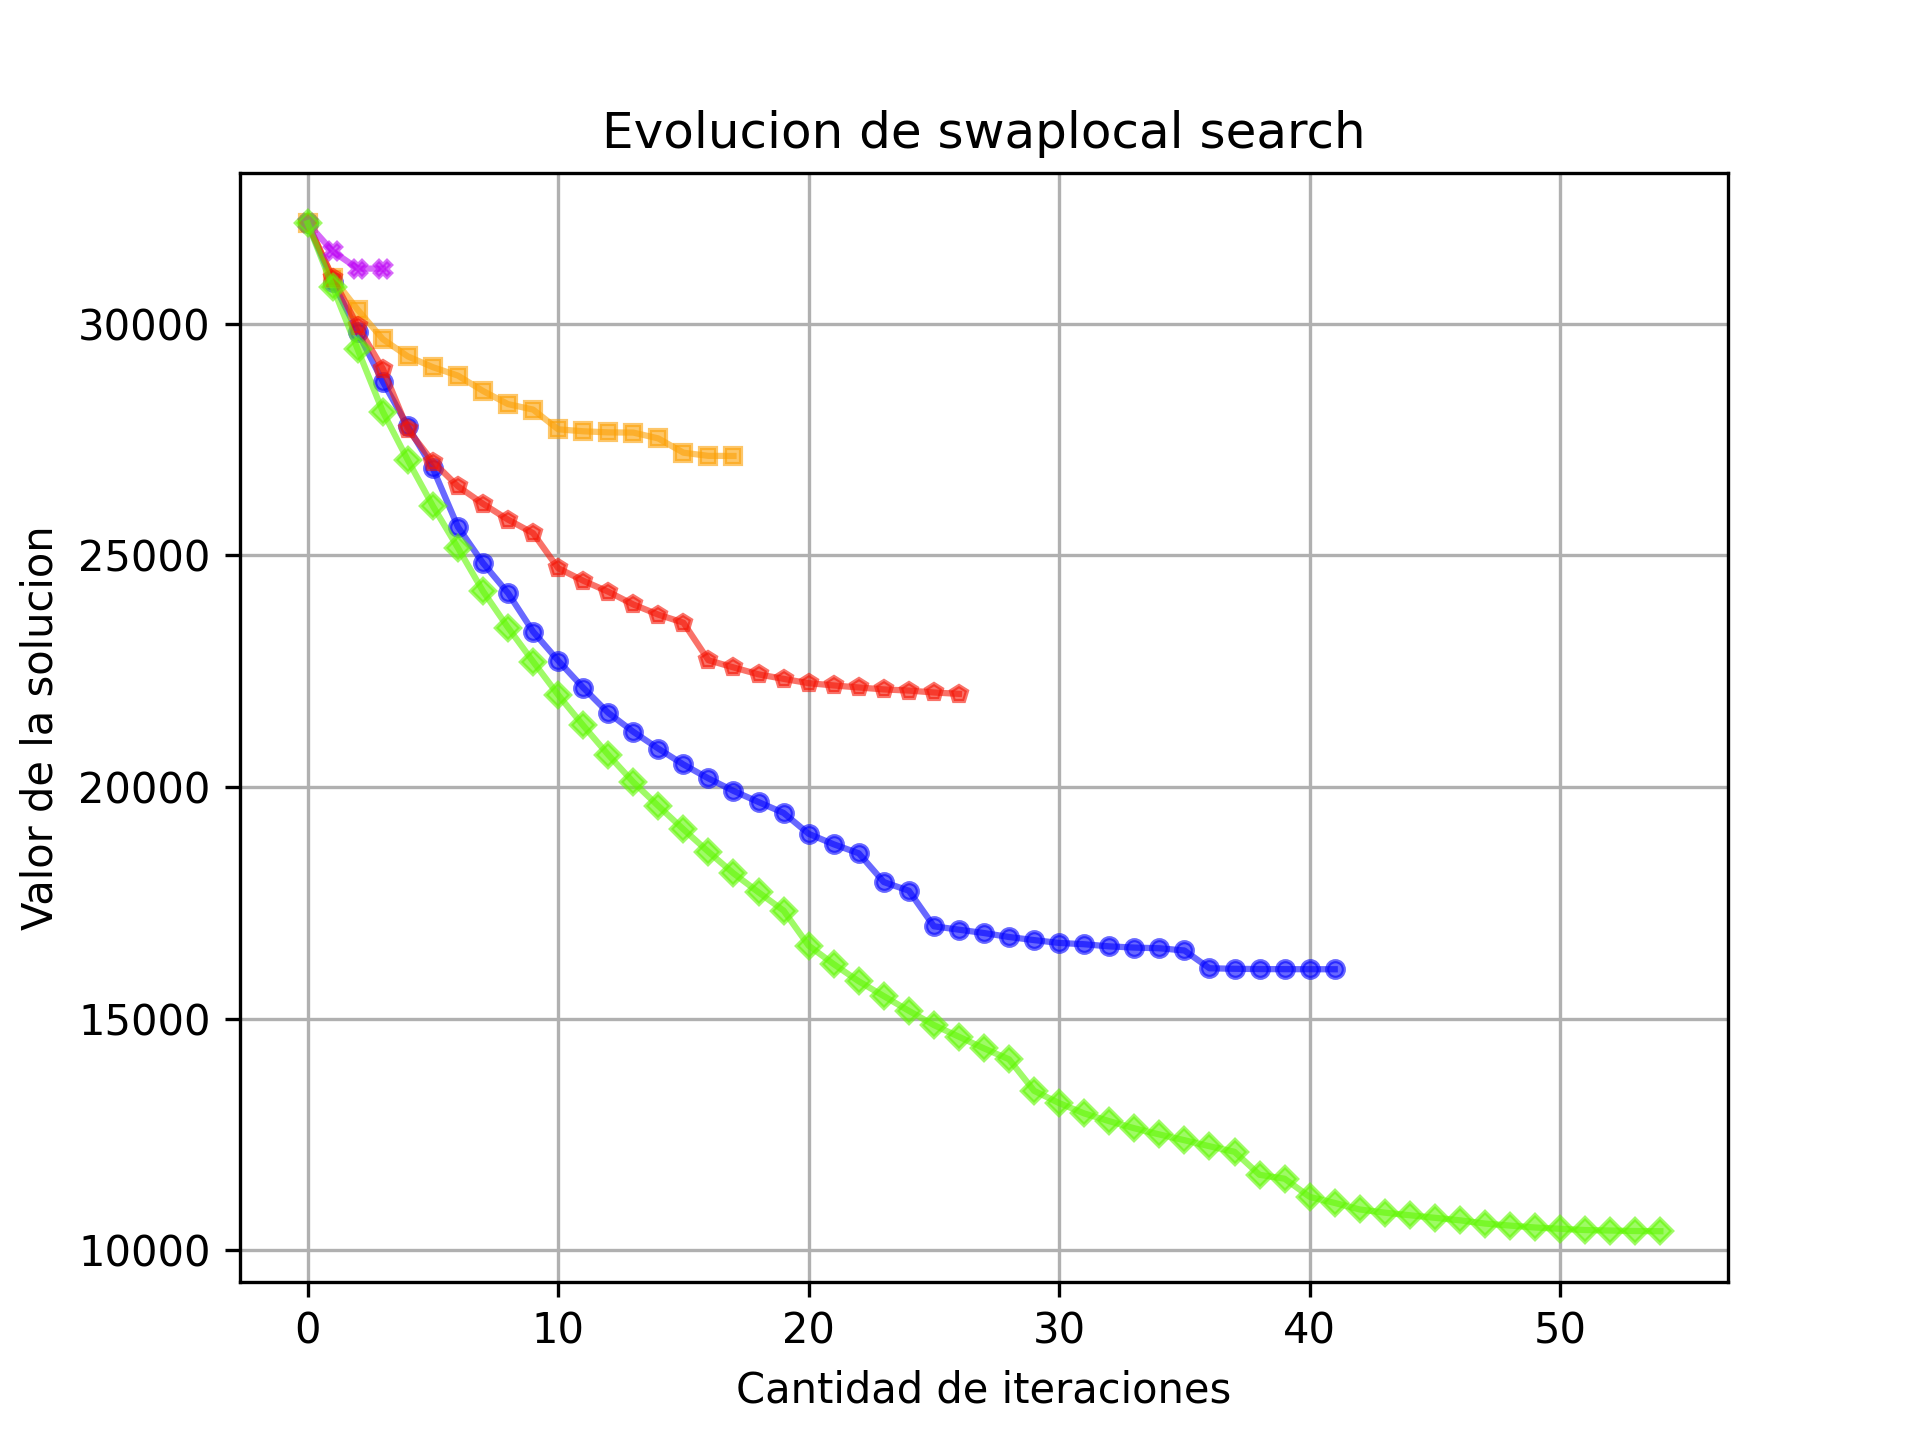 Evolucion de swaplocal search
Valor de la solucion
30000
25000
20000
15000
10000
0 10 20 30 40 50
Cantidad de iteraciones